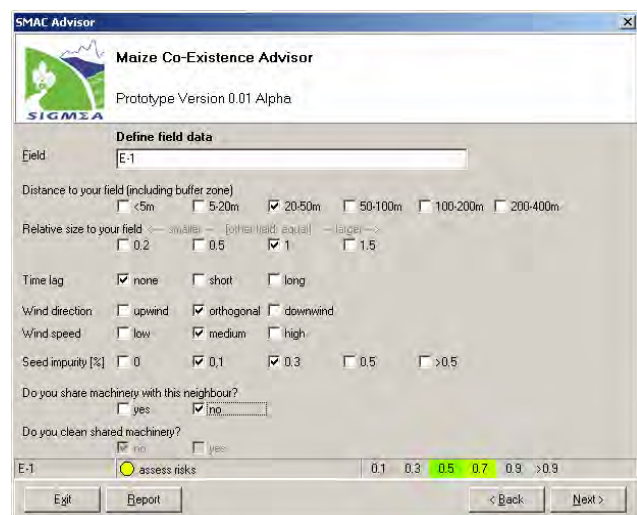 SMAC Advisor
SIGMEA
Maize Co-Existence Advisor
Prototype Version 0.01 Alpha
Define field data
Field E-1
Distance to your field (including buffer zone)
<5m 5-20m 20-50m 50-100m 100-200m 200-400m
Relative size to your field <--- smaller -- [other field: equal] -- larger-->
0.2 0.5 1 1.5
Time lag none short long
Wind direction upwind orthogonal downwind
Wind speed low medium high
Seed impurity [%] 0 0,1 0.3 0.5 >0.5
Do you share machinery with this neighbour?
yes no
Do you clean shared machinery?
no yes
E-1 assess risks 0.1 0.3 0.5 0.7 0.9 >0.9
Exit Report < Back Next >